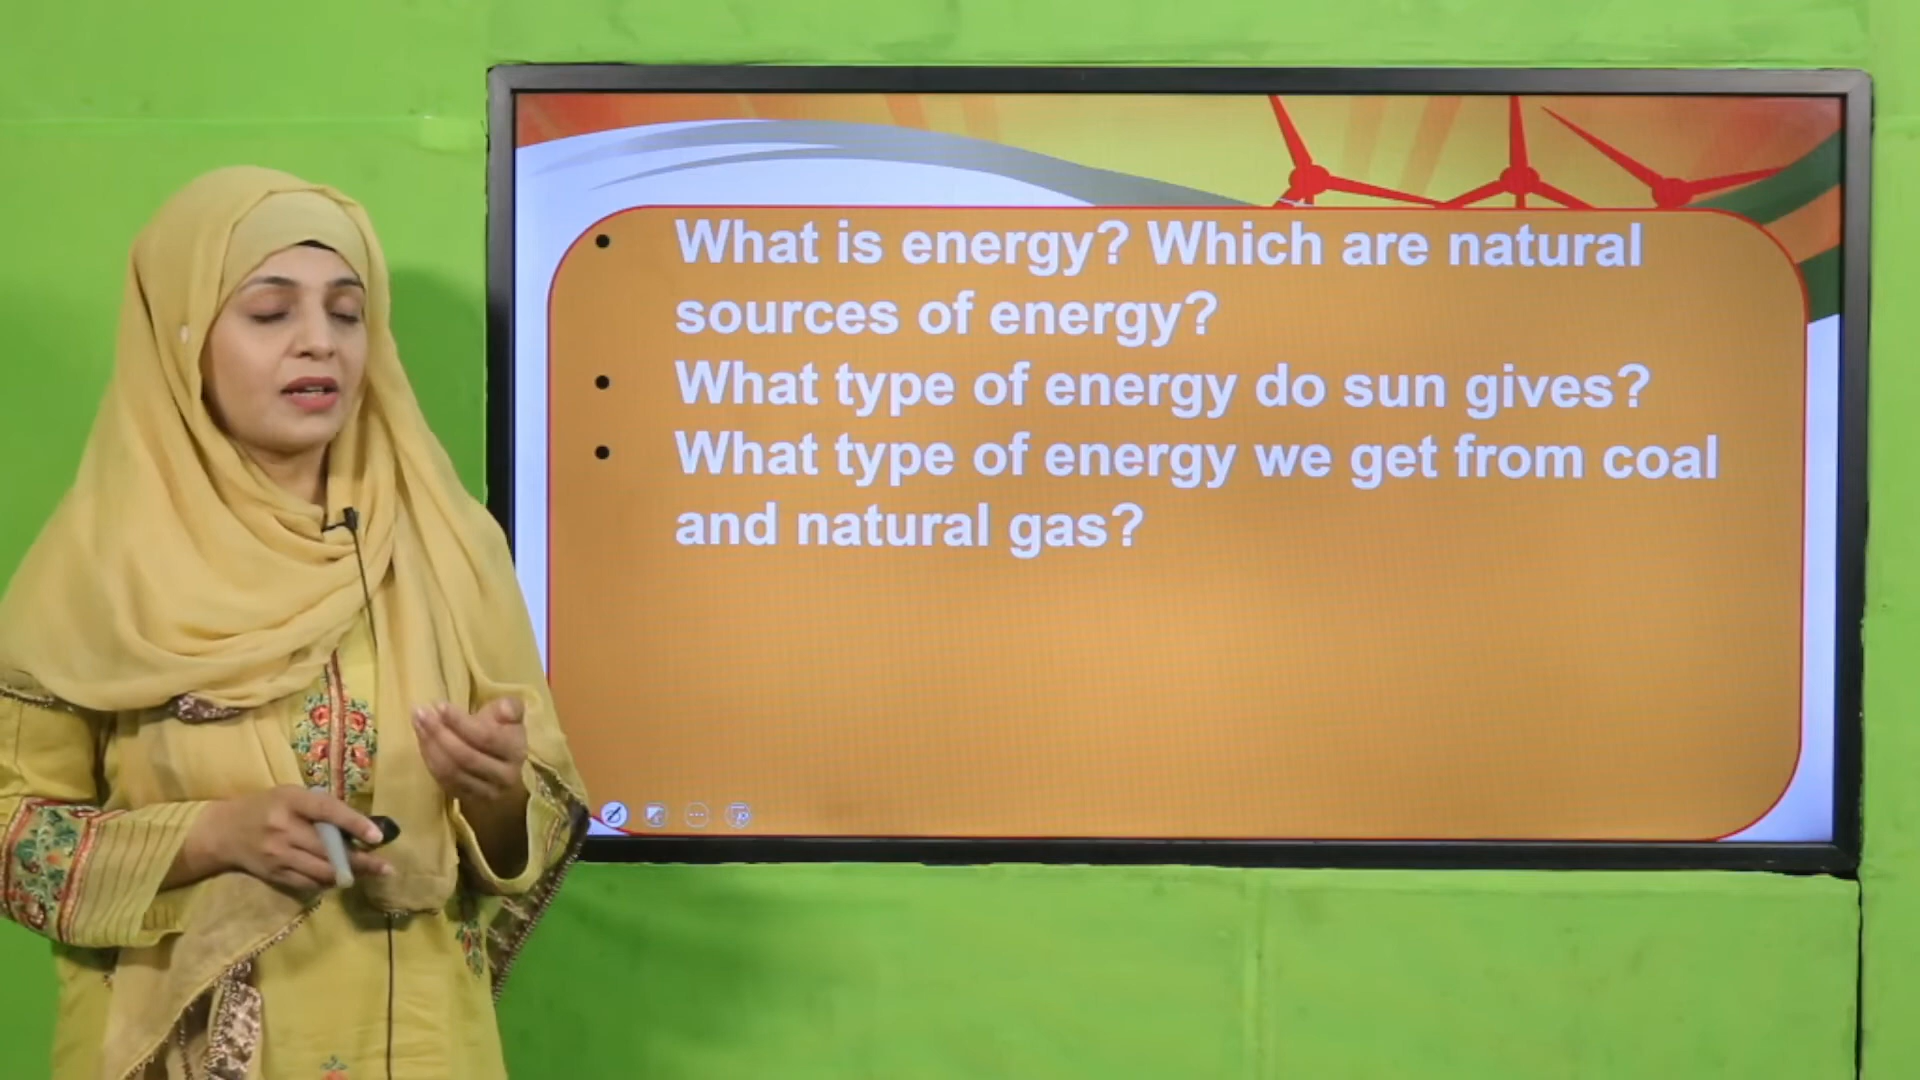 • What is energy? Which are natural
sources of energy?
• What type of energy do sun gives?
• What type of energy we get from coal
and natural gas?